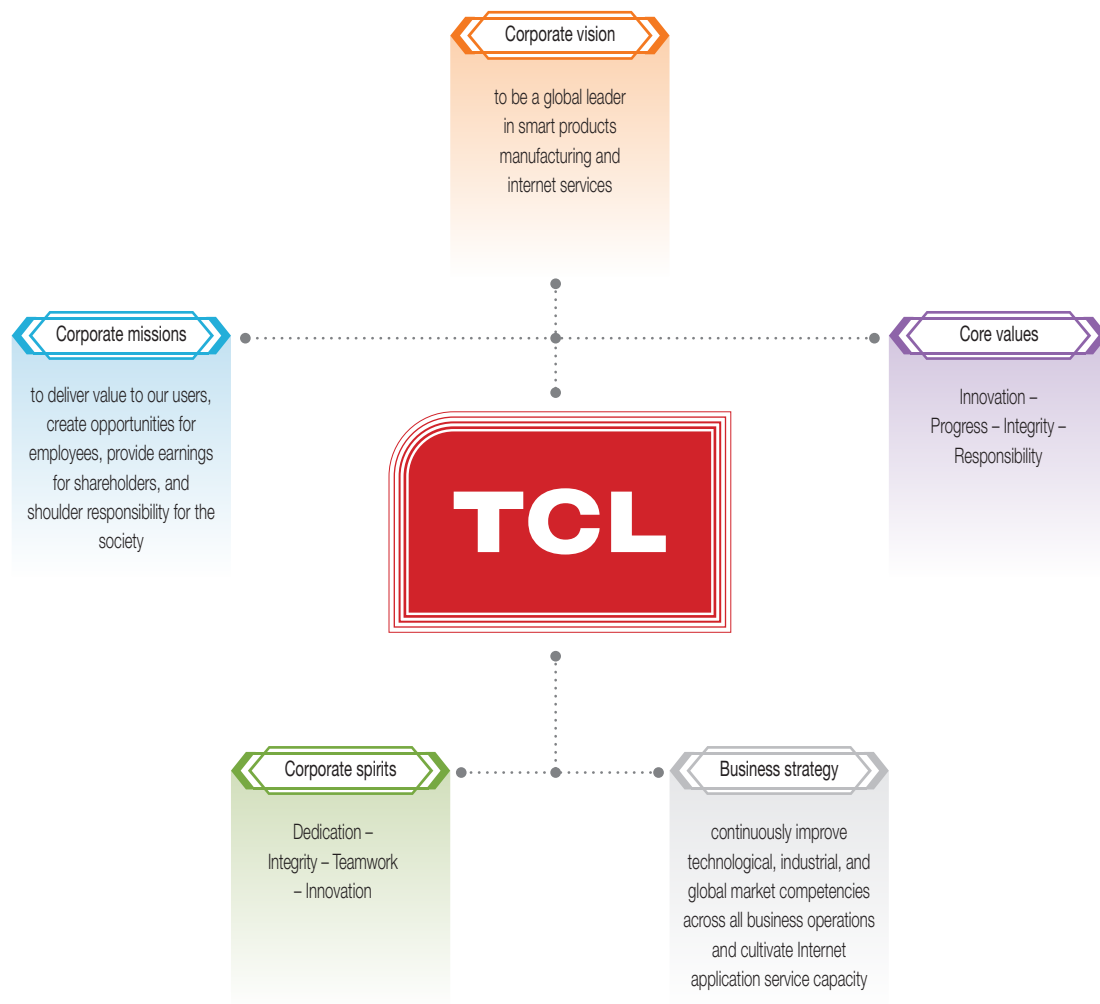 Corporate vision
to be a global leader
in smart products
manufacturing and
internet services
Corporate missions
to deliver value to our users,
create opportunities for
employees, provide earnings
for shareholders, and
shoulder responsibility for the
society
Core values
Innovation –
Progress – Integrity –
Responsibility
TCL
Corporate spirits
Dedication –
Integrity – Teamwork
– Innovation
Business strategy
continuously improve
technological, industrial, and
global market competencies
across all business operations
and cultivate Internet
application service capacity